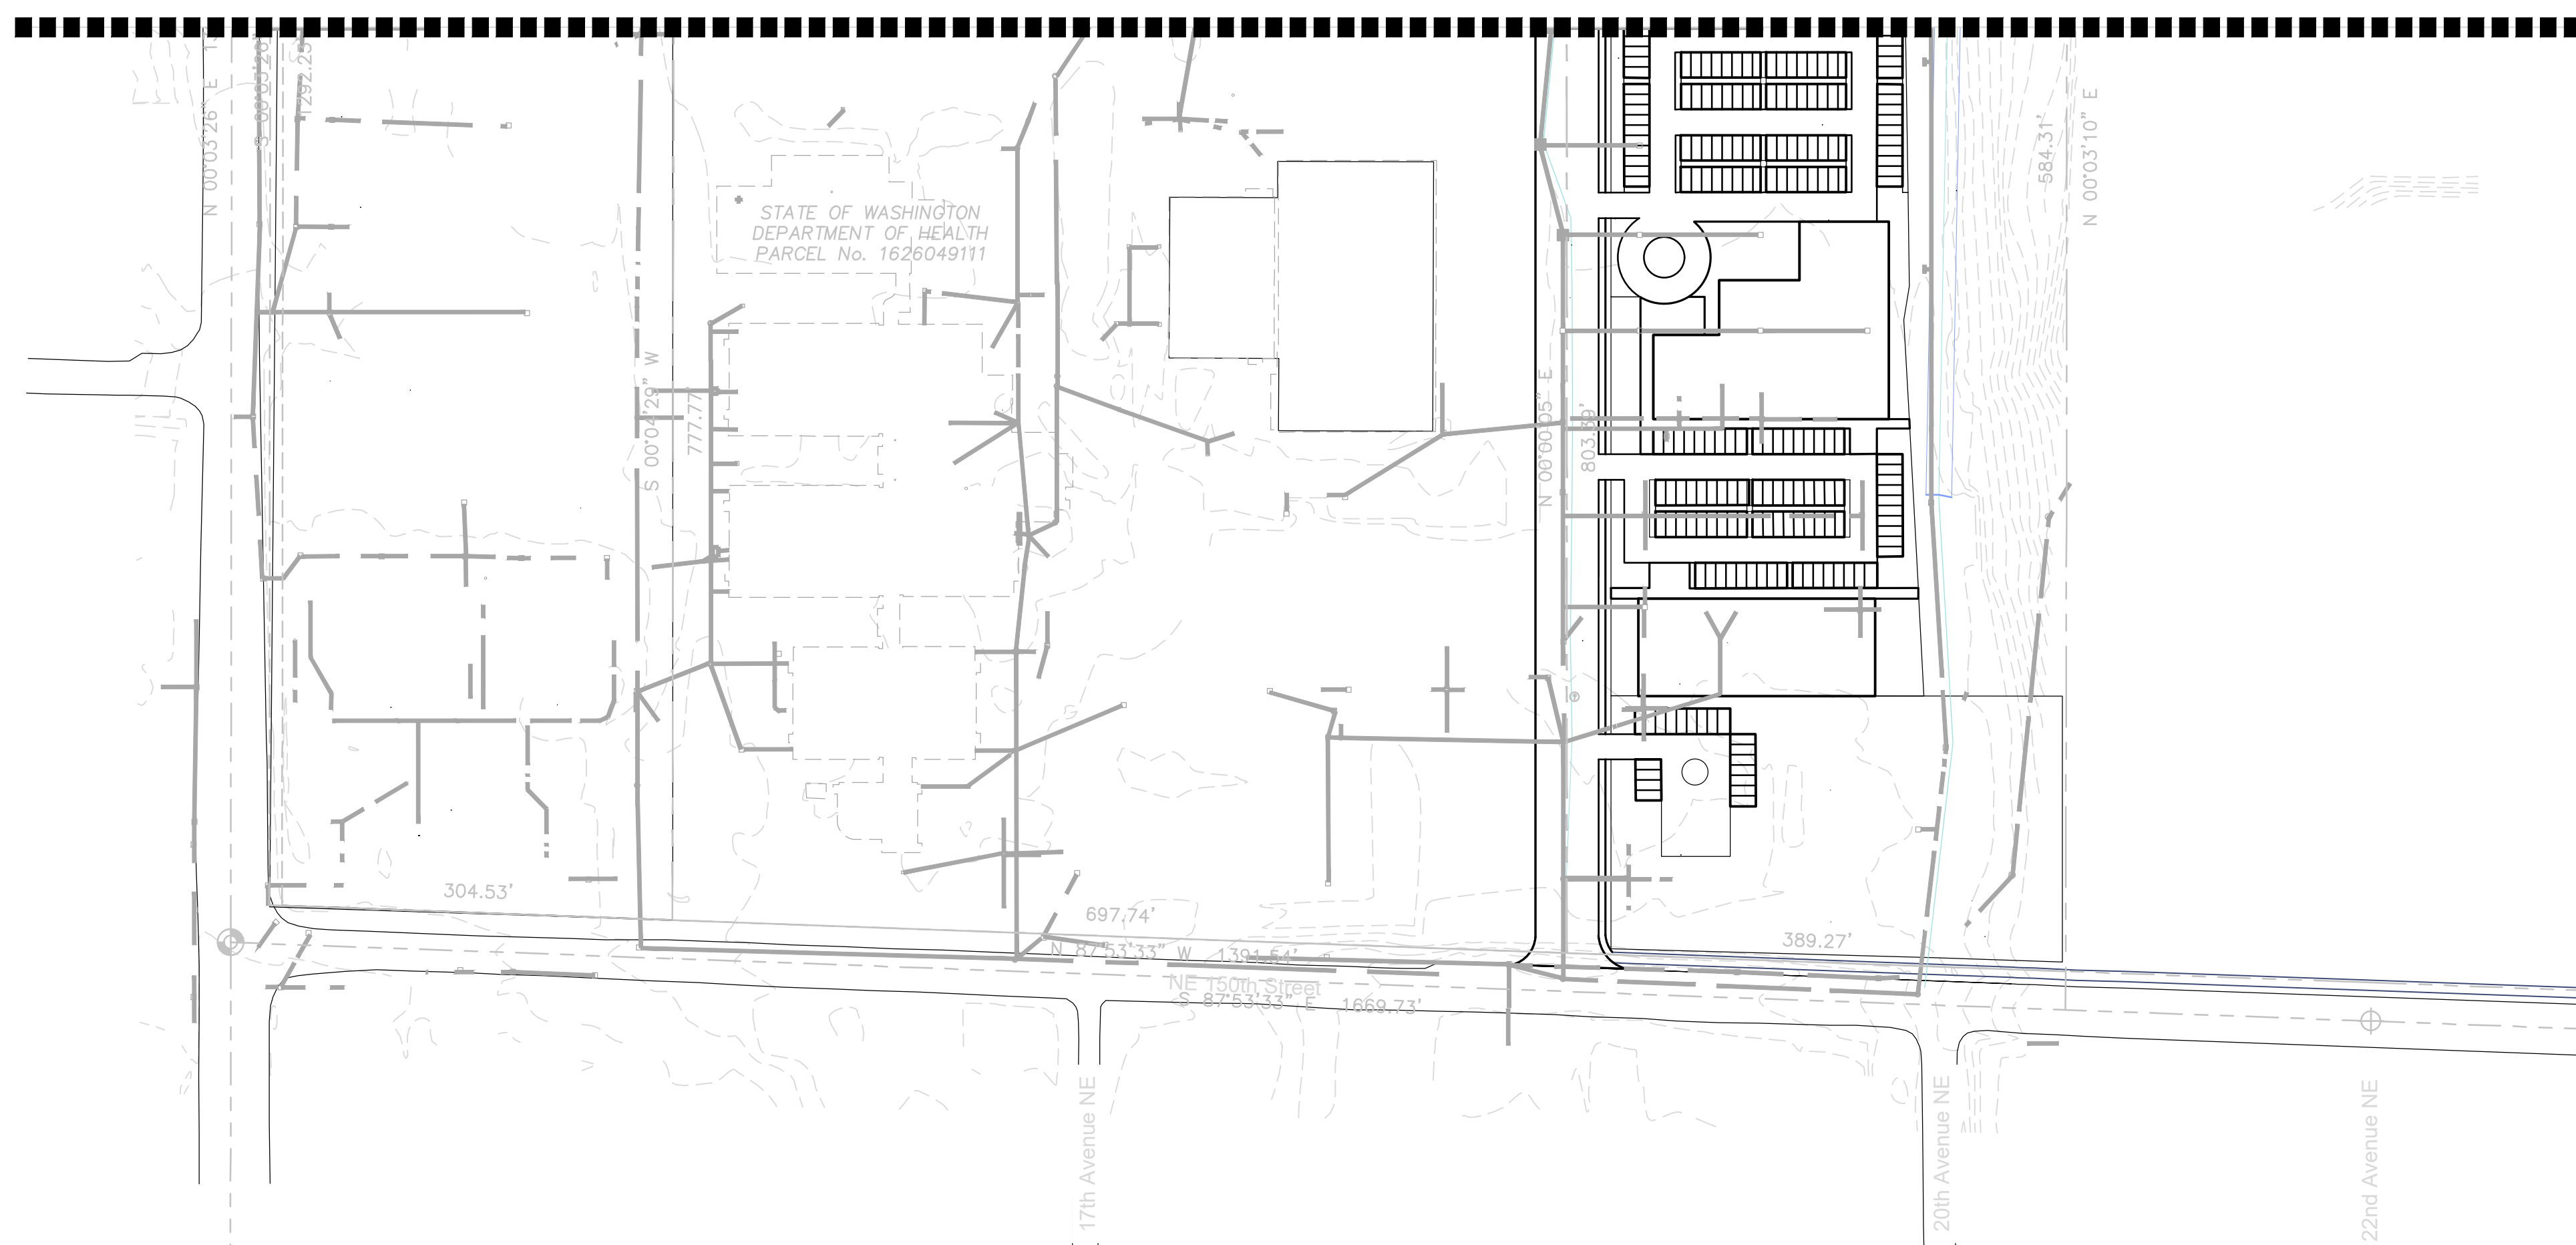 1292.25'
N 00°03'26" E
STATE OF WASHINGTON
DEPARTMENT OF HEALTH
PARCEL No. 1626049111
584.31'
N 00°03'10" E
S 00°04'29" W
777.77
N 00°00'05" E
803.39'
304.53'
697.74'
N 87°53'33" W 1391.54'
389.27'
NE 150th Street
S 87°53'33" E 1669.73'
17th Avenue NE
20th Avenue NE
22nd Avenue NE